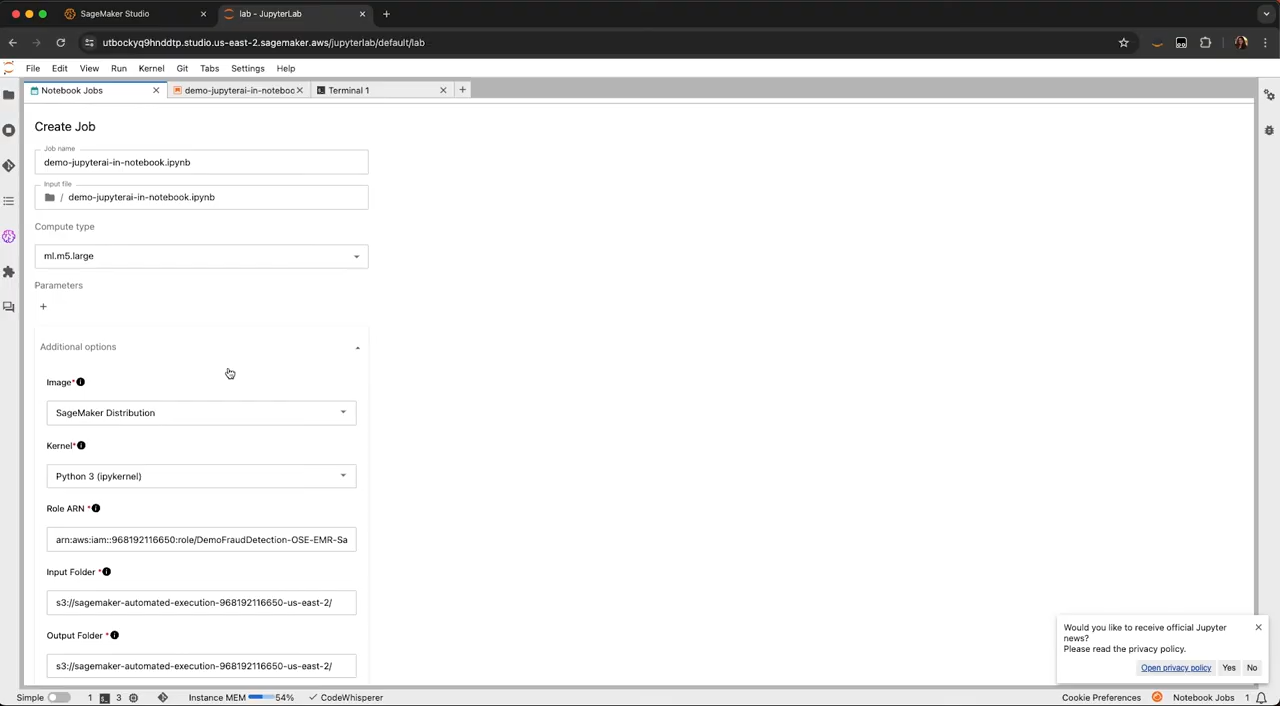 SageMaker Studio
lab - JupyterLab
utbockyq9hnddtp.studio.us-east-2.sagemaker.aws/jupyterlab/default/lab
File Edit View Run Kernel Git Tabs Settings Help
Notebook Jobs
demo-jupyterai-in-noteboo
Terminal 1
Create Job
Job name
demo-jupyterai-in-notebook.ipynb
Input file
/ demo-jupyterai-in-notebook.ipynb
Compute type
ml.m5.large
Parameters
+
Additional options
Image*
SageMaker Distribution
Kernel*
Python 3 (ipykernel)
Role ARN *
arn:aws:iam::968192116650:role/DemoFraudDetection-OSE-EMR-Sa
Input Folder *
s3://sagemaker-automated-execution-968192116650-us-east-2/
Output Folder *
s3://sagemaker-automated-execution-968192116650-us-east-2/
Would you like to receive official Jupyter
news?
Please read the privacy policy.
Open privacy policy Yes No
Simple 1 3 Instance MEM 54% CodeWhisperer Cookie Preferences Notebook Jobs 1